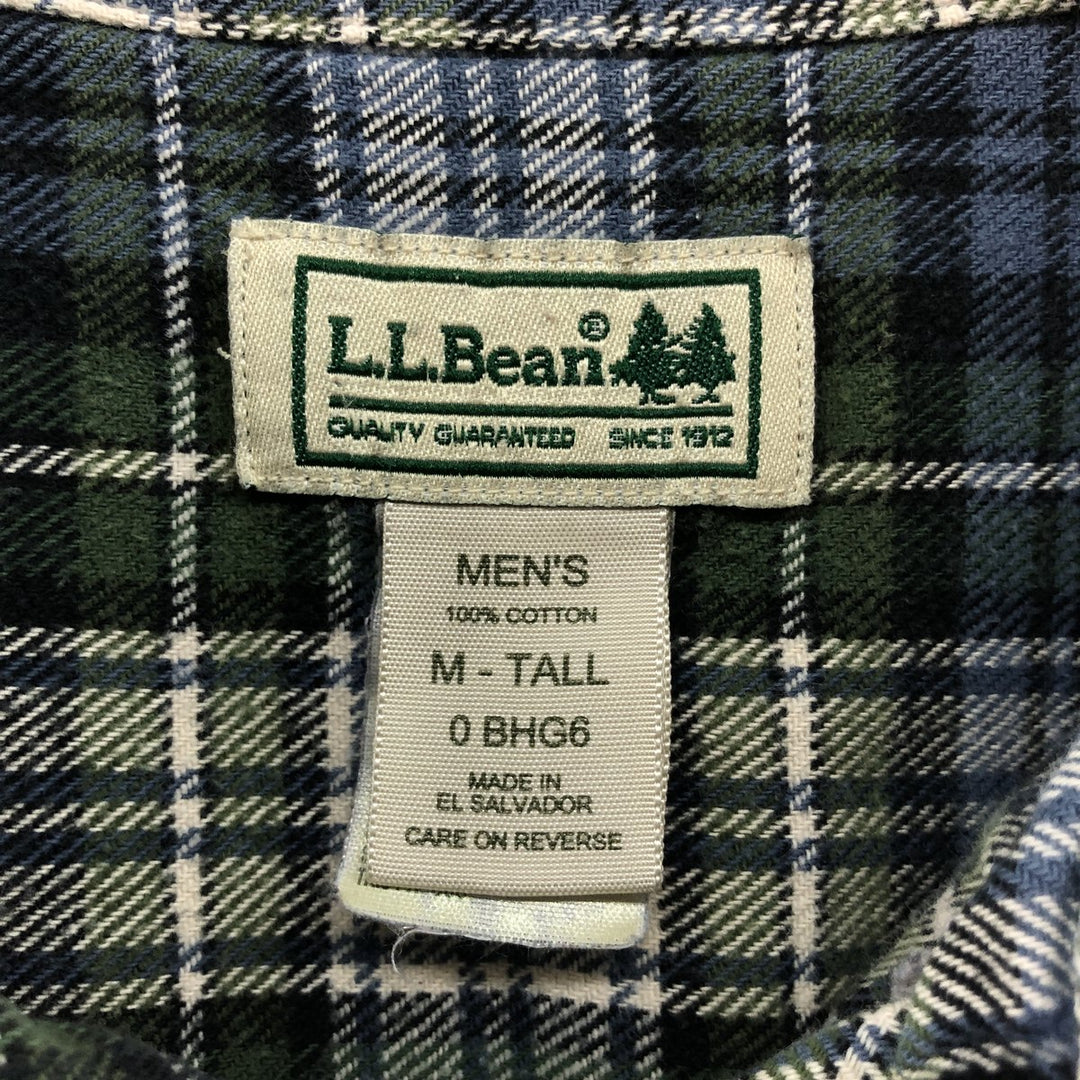 L.L.Bean®
QUALITY GUARANTEED SINCE 1912
MEN'S
100% COTTON
M - TALL
0 BHG6
MADE IN
EL SALVADOR
CARE ON REVERSE